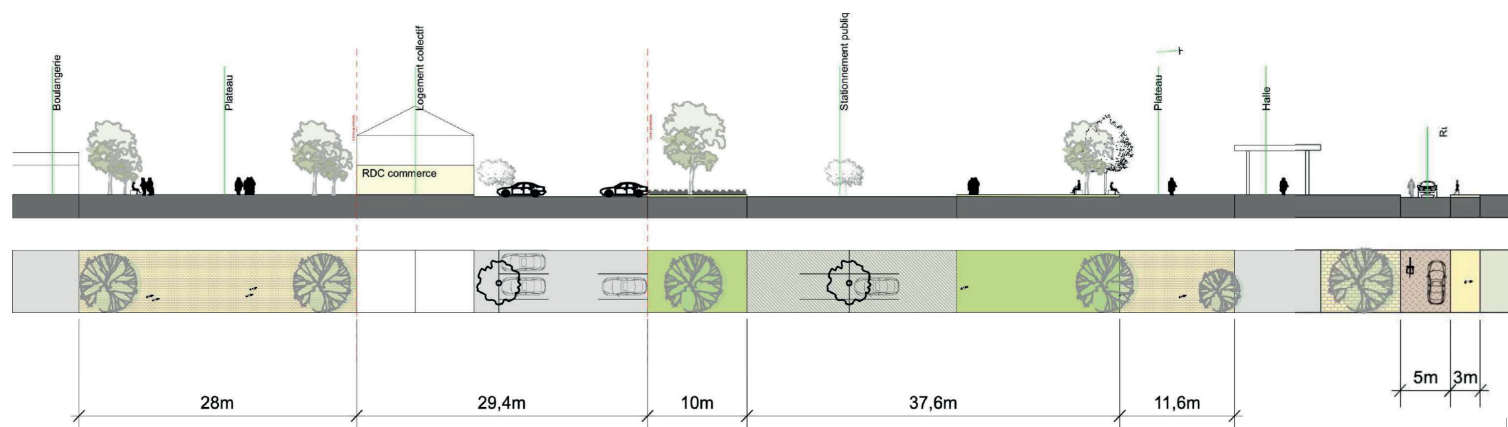 Boulangerie
Plateau
Logement collectif
Stationnement publiq
Plateau
Halle
RDC commerce
28m
29,4m
10m
37,6m
11,6m
5m
3m